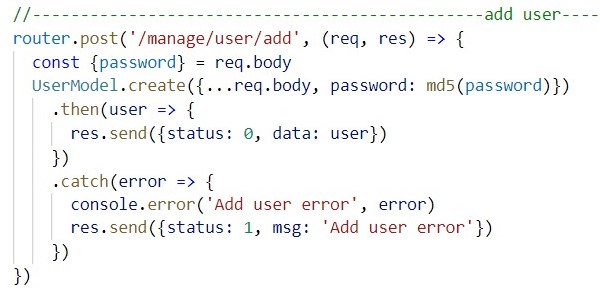 //------------------------------------------------add user----
router.post('/manage/user/add', (req, res) => {
  const {password} = req.body
  UserModel.create({...req.body, password: md5(password)})
    .then(user => {
      res.send({status: 0, data: user})
    })
    .catch(error => {
      console.error('Add user error', error)
      res.send({status: 1, msg: 'Add user error'})
    })
})